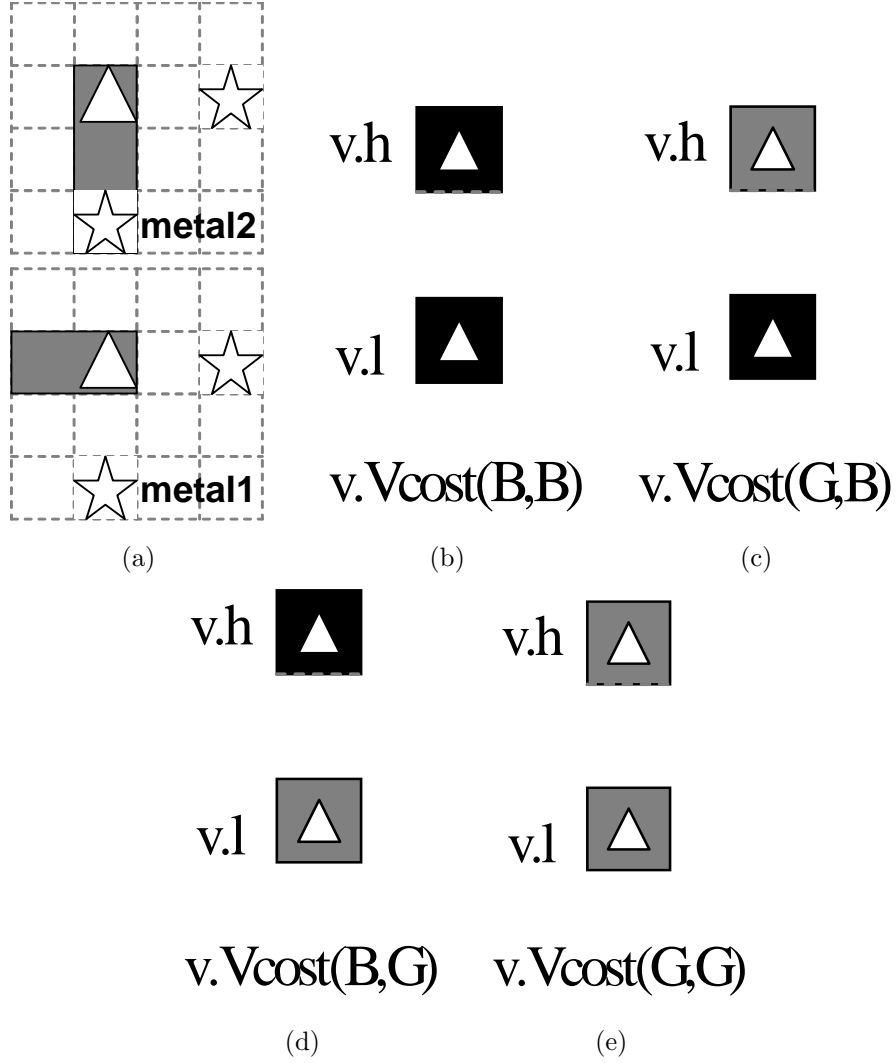 metal2
metal1
(a)
v.h
v.l
v.Vcost(B,B)
(b)
v.h
v.l
v.Vcost(G,B)
(c)
v.h
v.l
v.Vcost(B,G)
(d)
v.h
v.l
v.Vcost(G,G)
(e)